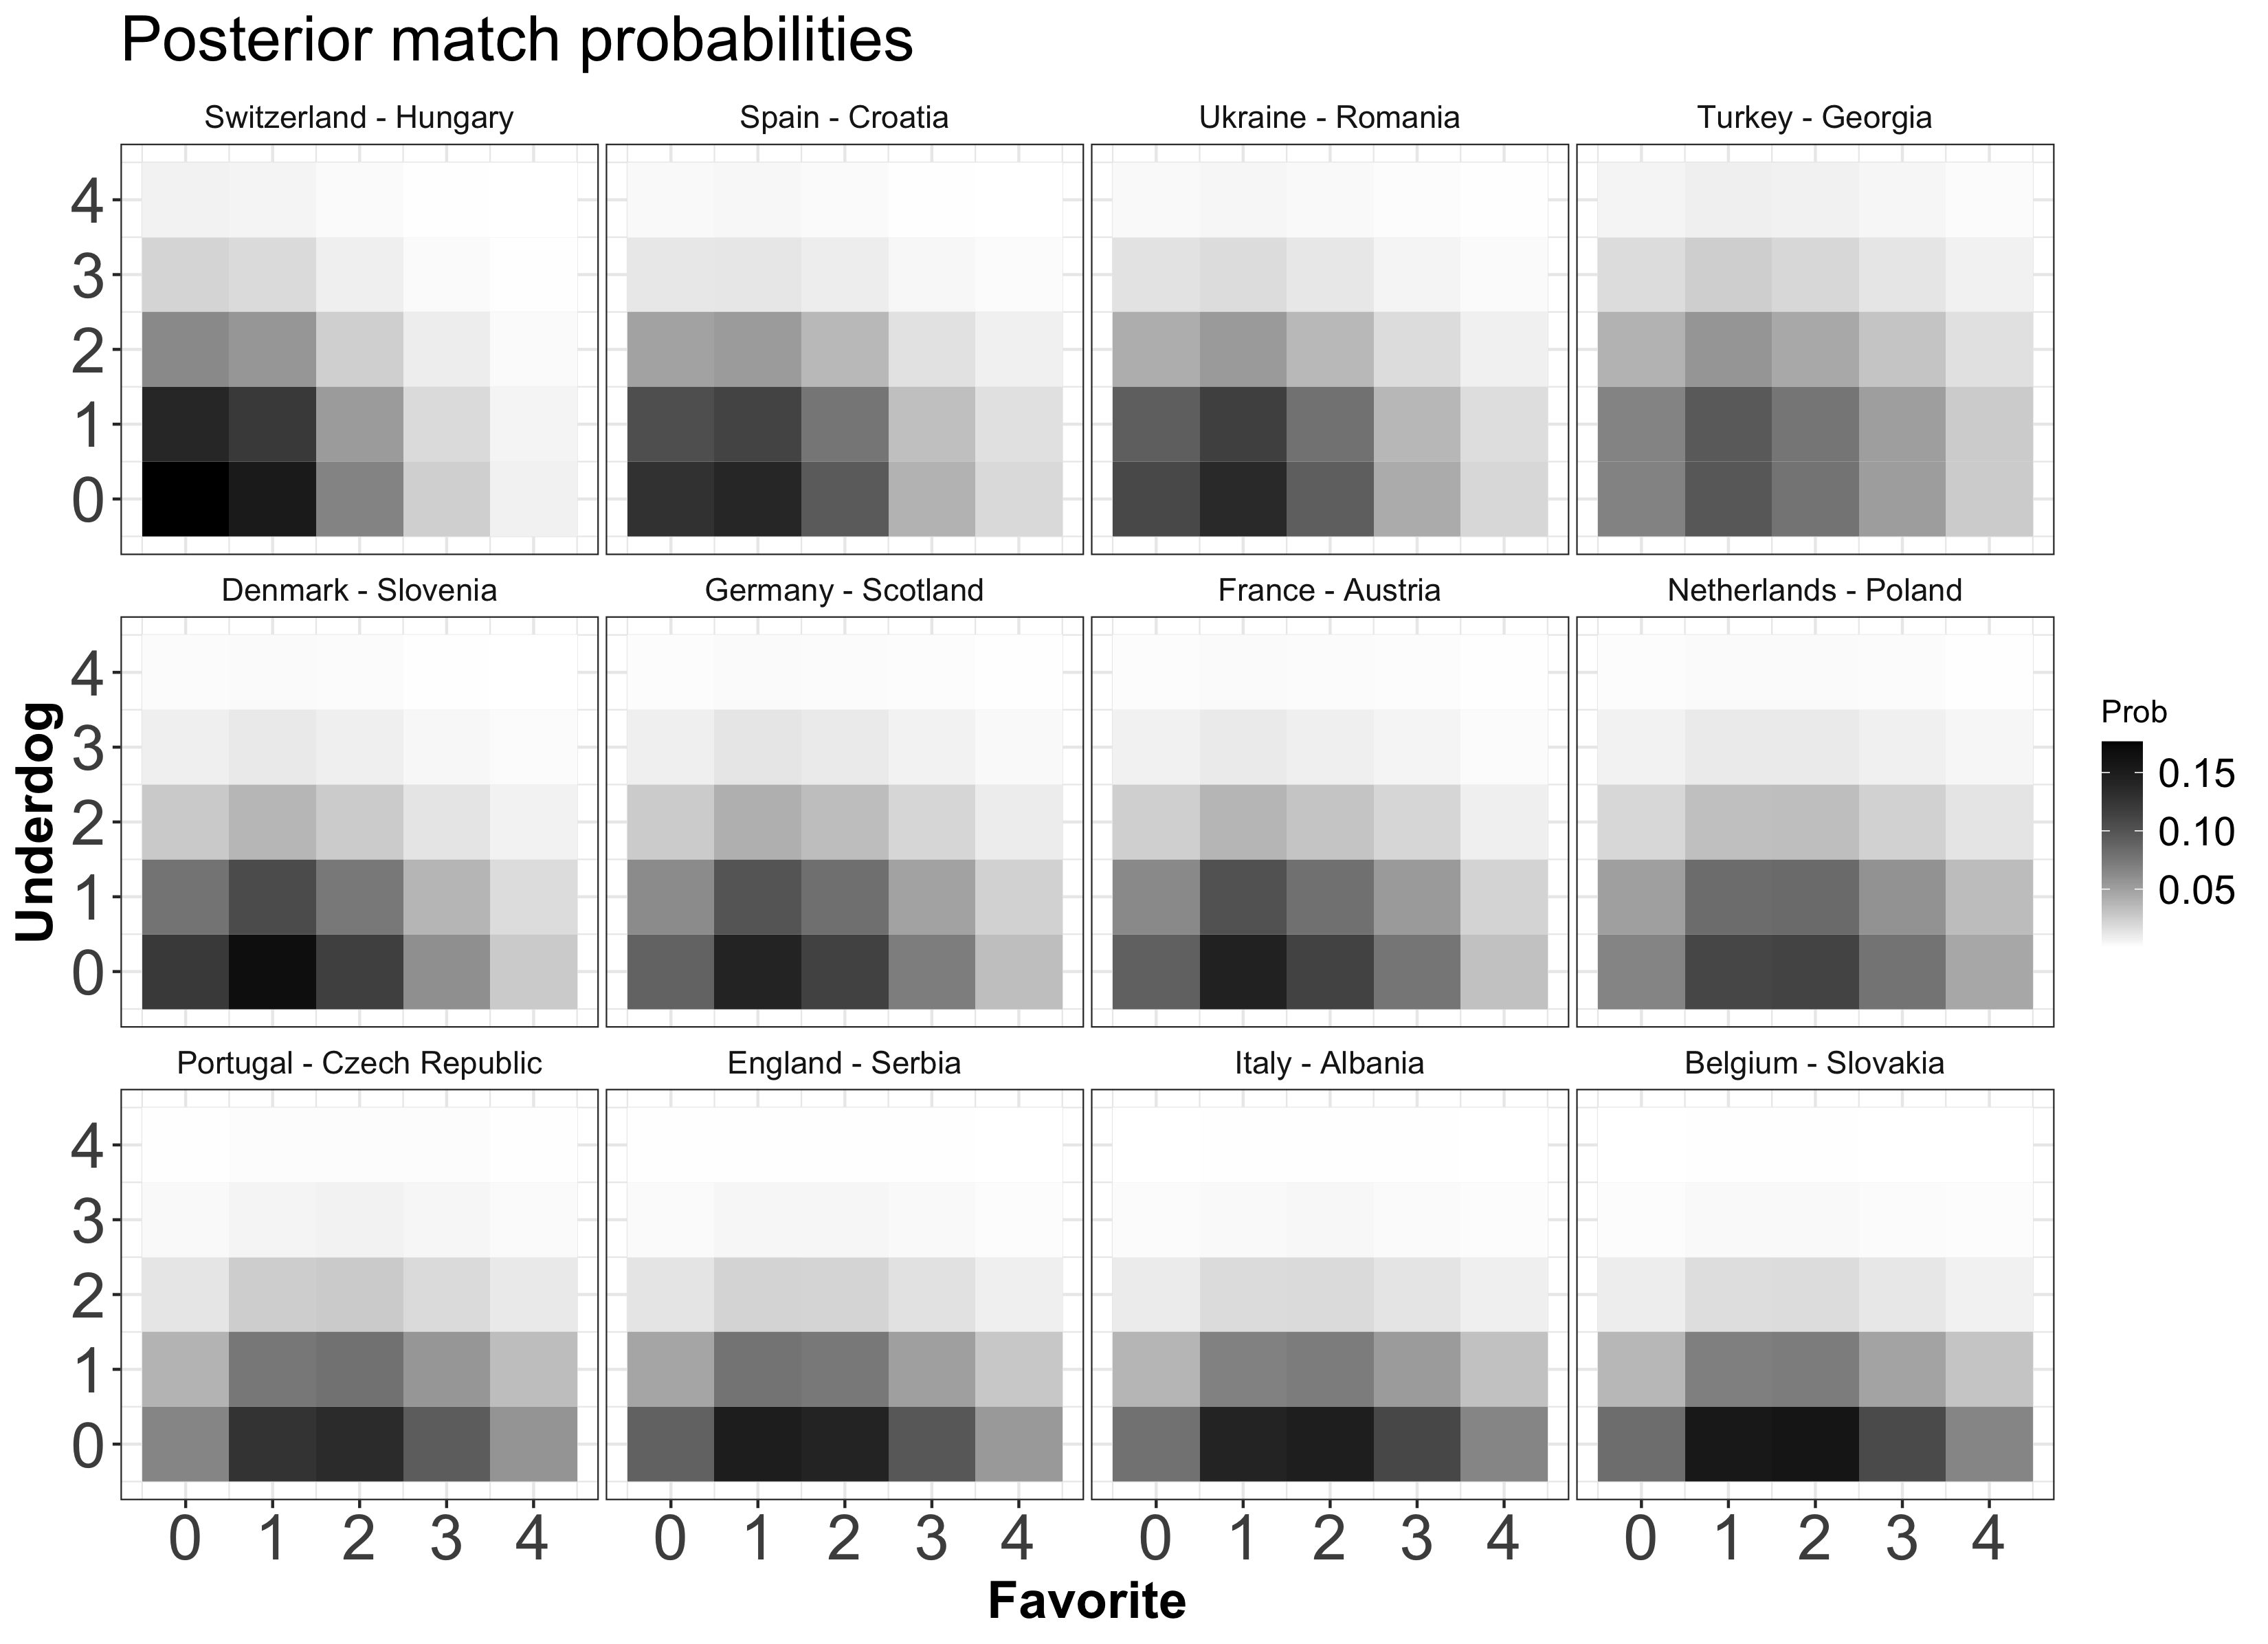 Posterior match probabilities
Switzerland - Hungary
Spain - Croatia
Ukraine - Romania
Turkey - Georgia
4
3
2
1
0
Denmark - Slovenia
Germany - Scotland
France - Austria
Netherlands - Poland
4
3
2
1
0
Underdog
Prob
0.15
0.10
0.05
Portugal - Czech Republic
England - Serbia
Italy - Albania
Belgium - Slovakia
4
3
2
1
0
0 1 2 3 4
0 1 2 3 4
0 1 2 3 4
0 1 2 3 4
Favorite